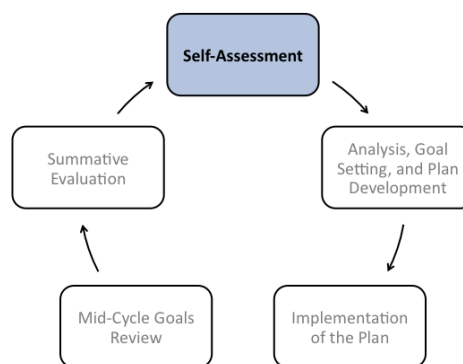 Self-Assessment
Analysis, Goal
Setting, and Plan
Development
Implementation
of the Plan
Mid-Cycle Goals
Review
Summative
Evaluation